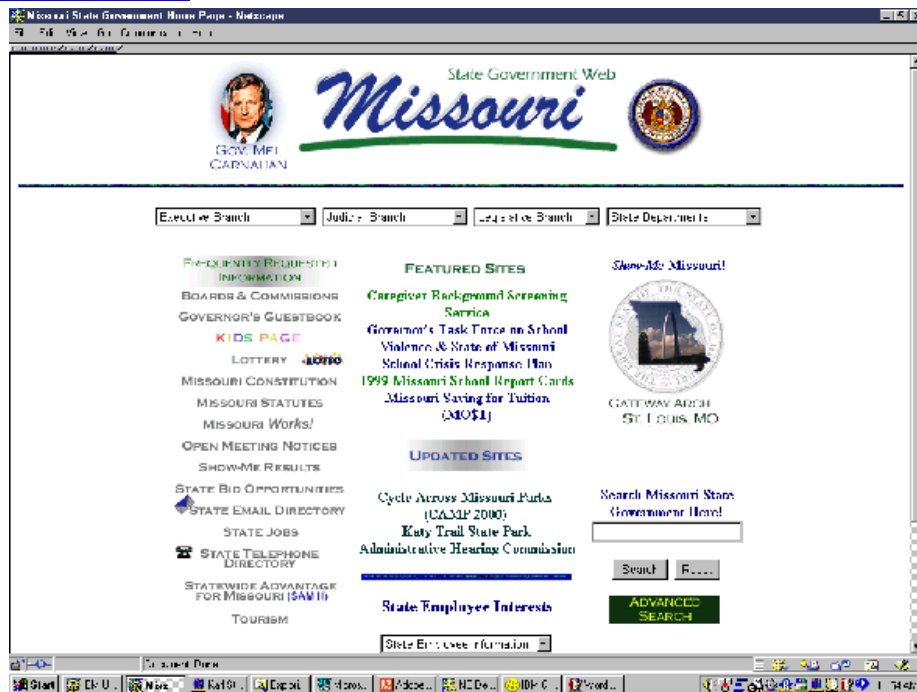 Missouri State Government Home Page - Netscape
State Government Web
Missouri
GOV. MEL
CARNAHAN
Executive Branch Judicial Branch Legislative Branch State Departments
FREQUENTLY REQUESTED
INFORMATION
BOARDS & COMMISSIONS
GOVERNOR'S GUESTBOOK
KIDS PAGE
LOTTERY LOTTO
MISSOURI CONSTITUTION
MISSOURI STATUTES
MISSOURI Works!
OPEN MEETING NOTICES
SHOW-ME RESULTS
STATE BID OPPORTUNITIES
STATE EMAIL DIRECTORY
STATE JOBS
STATE TELEPHONE
DIRECTORY
STATEWIDE ADVANTAGE
FOR MISSOURI (SAM II)
TOURISM
FEATURED SITES
Caregiver Background Screening
Service
Governor's Task Force on School
Violence & State of Missouri
School Crisis Response Plan
1999 Missouri School Report Cards
Missouri Saving for Tuition
(MO$T)
UPDATED SITES
Cycle Across Missouri Parks
(CAMP 2000)
Katy Trail State Park
Administrative Hearing Commission
State Employee Interests
State Employee Information
Show-Me Missouri!
GATEWAY ARCH
ST. LOUIS, MO
Search Missouri State
Government Here!
Search
ADVANCED
SEARCH
Document Done
Start